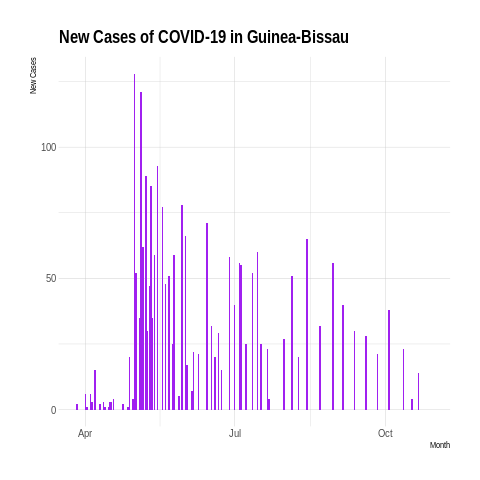 New Cases of COVID-19 in Guinea-Bissau
New Cases
100
50
0
Apr
Jul
Oct
Month